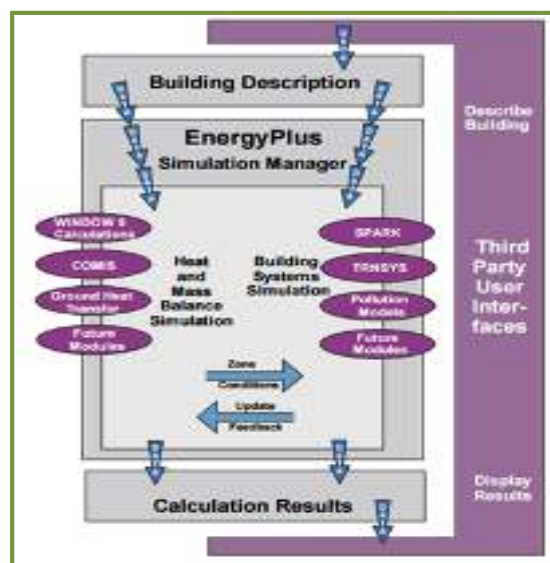 Building Description
Describe
Building
EnergyPlus
Simulation Manager
WINDOW 5
Calculations
COMIS
Ground Heat
Transfer
Future
Modules
Heat
and
Mass
Balance
Simulation
Building
Systems
Simulation
SPARK
TRNSYS
Pollution
Models
Future
Modules
Third
Party
User
Inter-
faces
Zone
Conditions
Update
Feedback
Calculation Results
Display
Results